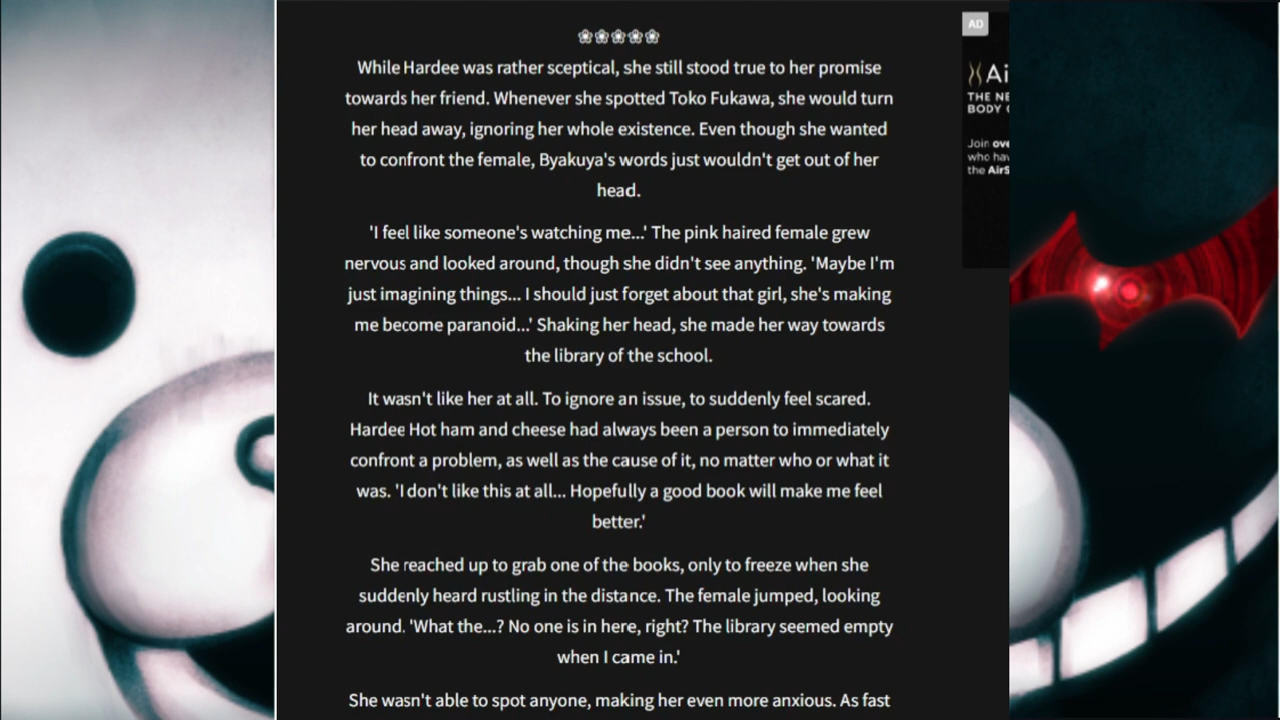 ❀❀❀❀❀
While Hardee was rather sceptical, she still stood true to her promise
towards her friend. Whenever she spotted Toko Fukawa, she would turn
her head away, ignoring her whole existence. Even though she wanted
to confront the female, Byakuya's words just wouldn't get out of her
head.
'I feel like someone's watching me...' The pink haired female grew
nervous and looked around, though she didn't see anything. 'Maybe I'm
just imagining things... I should just forget about that girl, she's making
me become paranoid...' Shaking her head, she made her way towards
the library of the school.
It wasn't like her at all. To ignore an issue, to suddenly feel scared.
Hardee Hot ham and cheese had always been a person to immediately
confront a problem, as well as the cause of it, no matter who or what it
was. 'I don't like this at all... Hopefully a good book will make me feel
better.'
She reached up to grab one of the books, only to freeze when she
suddenly heard rustling in the distance. The female jumped, looking
around. 'What the...? No one is in here, right? The library seemed empty
when I came in.'
She wasn't able to spot anyone, making her even more anxious. As fast
AD
Ai
THE NE
BODY
Join ove
who hav
the AirS